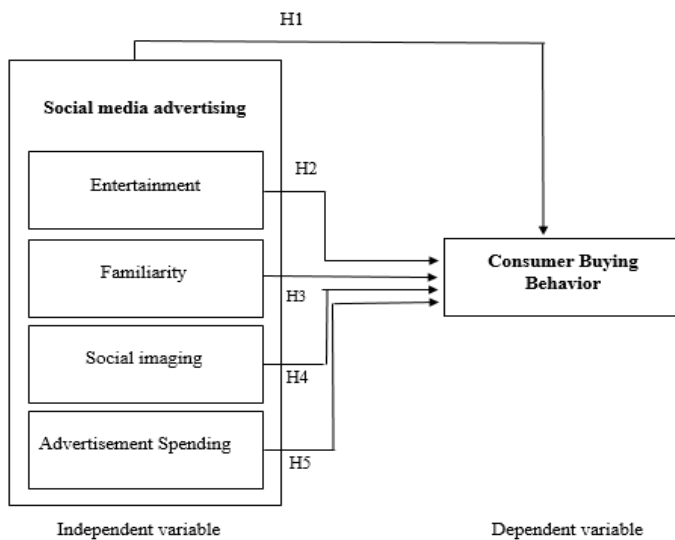 H1
Social media advertising
Entertainment
H2
Familiarity
H3
Social imaging
H4
Advertisement Spending
H5
Consumer Buying
Behavior
Independent variable
Dependent variable